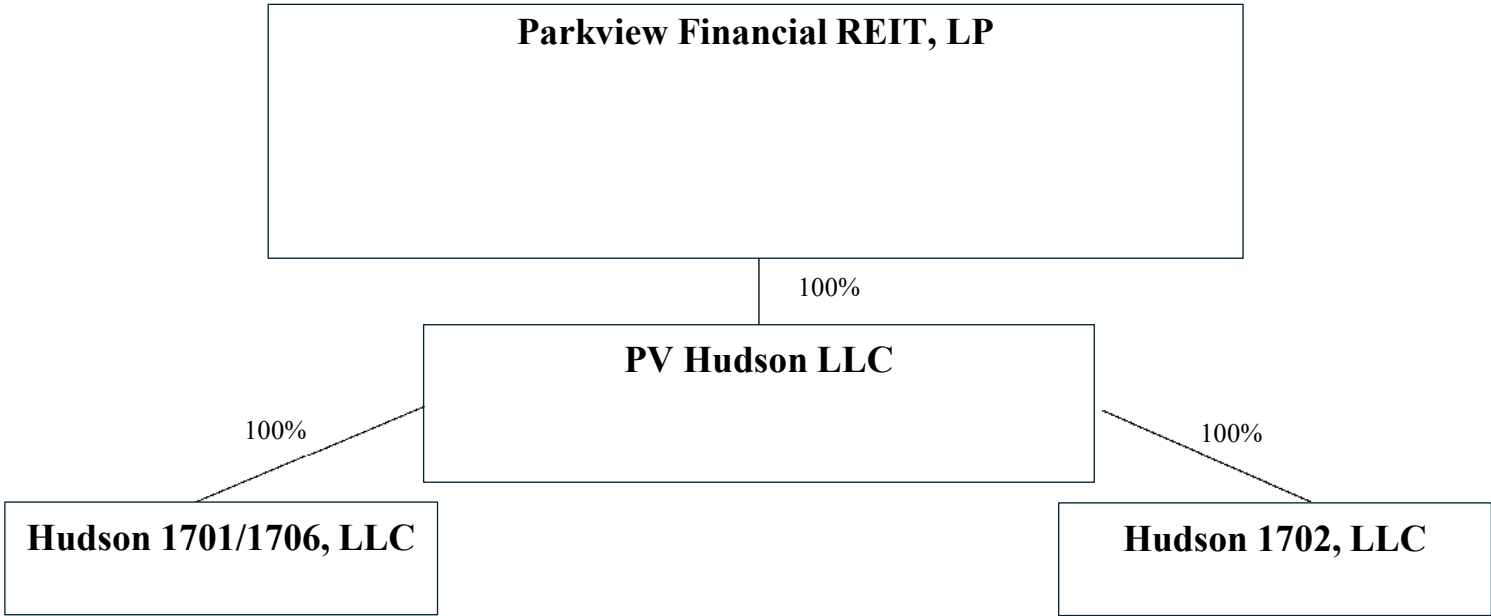 Parkview Financial REIT, LP
100%
PV Hudson LLC
100%
100%
Hudson 1701/1706, LLC
Hudson 1702, LLC